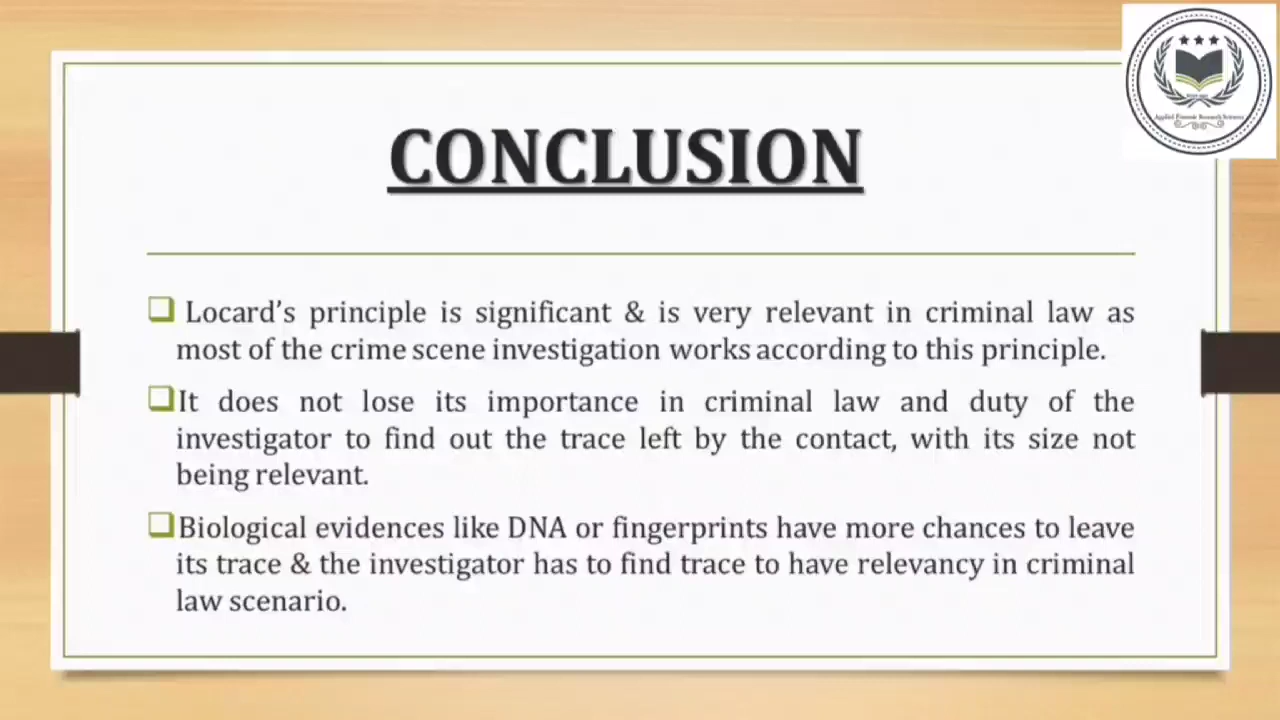 CONCLUSION
Locard's principle is significant & is very relevant in criminal law as
most of the crime scene investigation works according to this principle.
It does not lose its importance in criminal law and duty of the
investigator to find out the trace left by the contact, with its size not
being relevant.
Biological evidences like DNA or fingerprints have more chances to leave
its trace & the investigator has to find trace to have relevancy in criminal
law scenario.
Applied Forensic Research Sciences